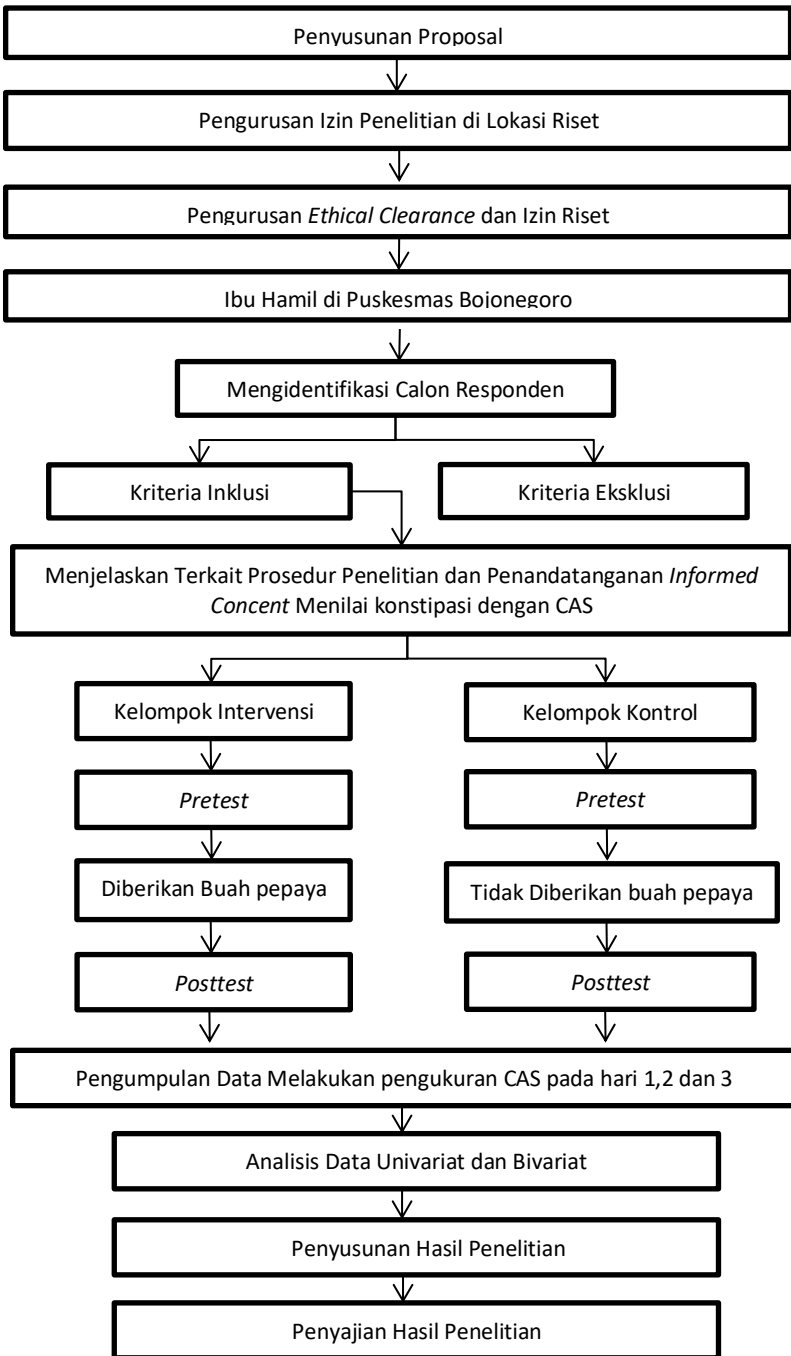 Penyusunan Proposal
Pengurusan Izin Penelitian di Lokasi Riset
Pengurusan Ethical Clearance dan Izin Riset
Ibu Hamil di Puskesmas Bojonegoro
Mengidentifikasi Calon Responden
Kriteria Inklusi
Kriteria Eksklusi
Menjelaskan Terkait Prosedur Penelitian dan Penandatanganan Informed
Concent Menilai konstipasi dengan CAS
Kelompok Intervensi
Kelompok Kontrol
Pretest
Pretest
Diberikan Buah pepaya
Tidak Diberikan buah pepaya
Posttest
Posttest
Pengumpulan Data Melakukan pengukuran CAS pada hari 1,2 dan 3
Analisis Data Univariat dan Bivariat
Penyusunan Hasil Penelitian
Penyajian Hasil Penelitian